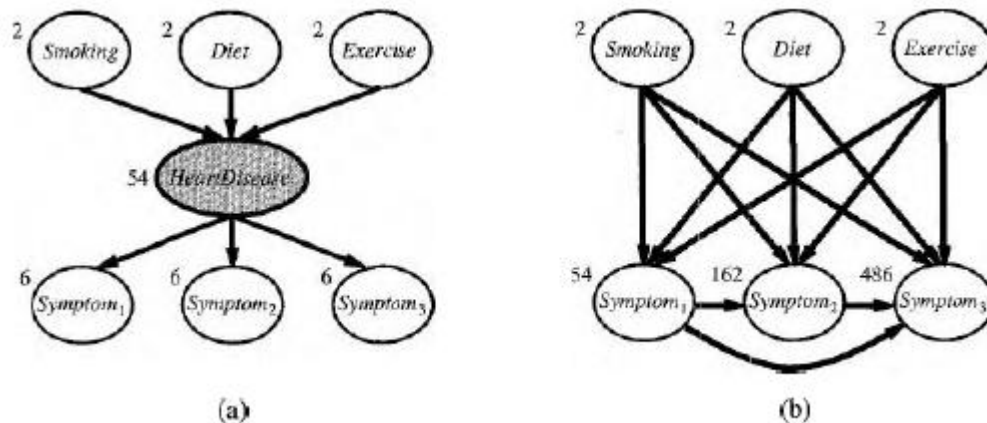 2 Smoking 2 Diet 2 Exercise
54 HeartDisease
6 Symptom1 6 Symptom2 6 Symptom3
(a)
2 Smoking 2 Diet 2 Exercise
54 Symptom1 162 Symptom2 486 Symptom3
(b)